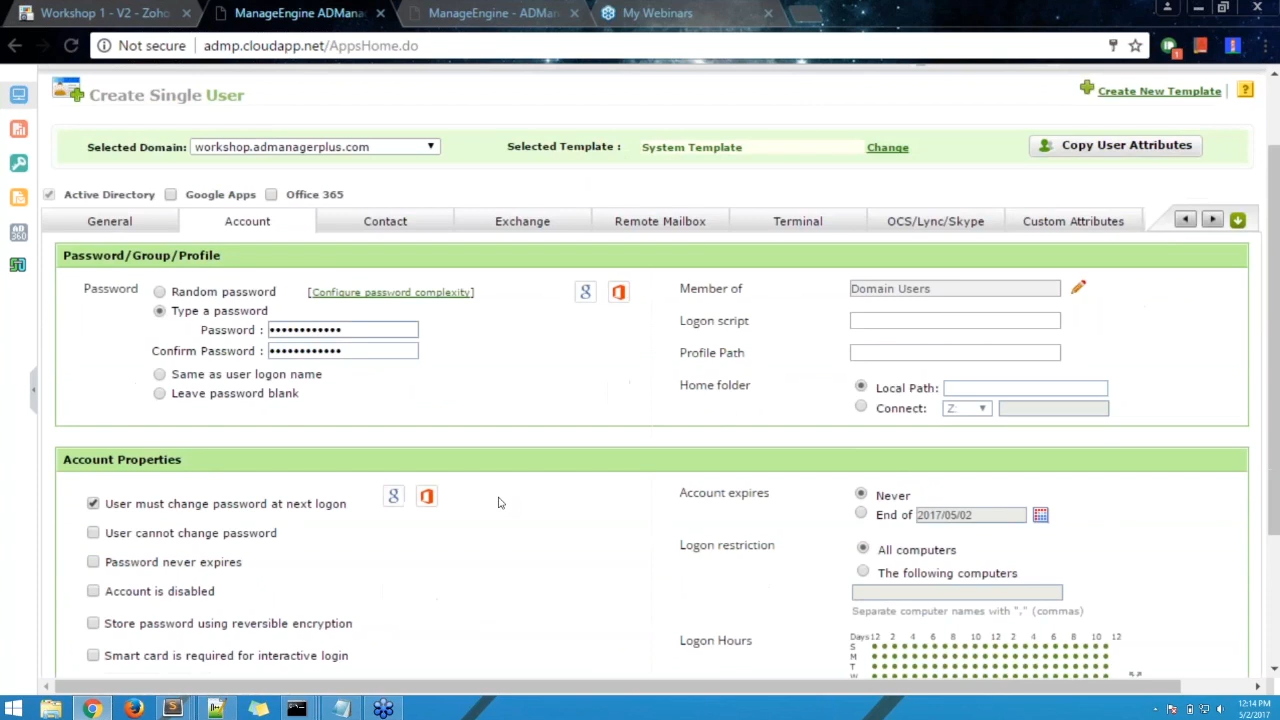 Workshop 1 - V2 - Zoho
ManageEngine ADMana
ManageEngine - ADMan
My Webinars
Not secure
admp.cloudapp.net/AppsHome.do
1
Create Single User
Create New Template
?
Selected Domain:
workshop.admanagerplus.com
Selected Template :
System Template
Change
Copy User Attributes
Active Directory
Google Apps
Office 365
General
Account
Contact
Exchange
Remote Mailbox
Terminal
OCS/Lync/Skype
Custom Attributes
Password/Group/Profile
Password
Random password
[Configure password complexity]
Type a password
Password :
••••••••••••
Confirm Password :
••••••••••••
Same as user logon name
Leave password blank
Member of
Domain Users
Logon script
Profile Path
Home folder
Local Path:
Connect:
Z:
Account Properties
User must change password at next logon
User cannot change password
Password never expires
Account is disabled
Store password using reversible encryption
Smart card is required for interactive login
Account expires
Never
End of
2017/05/02
Logon restriction
All computers
The following computers
Separate computer names with "," (commas)
Logon Hours
Days 12 2 4 6 8 10 12 2 4 6 8 10 12
S
M
T
W
AD
360
12:14 PM
5/2/2017